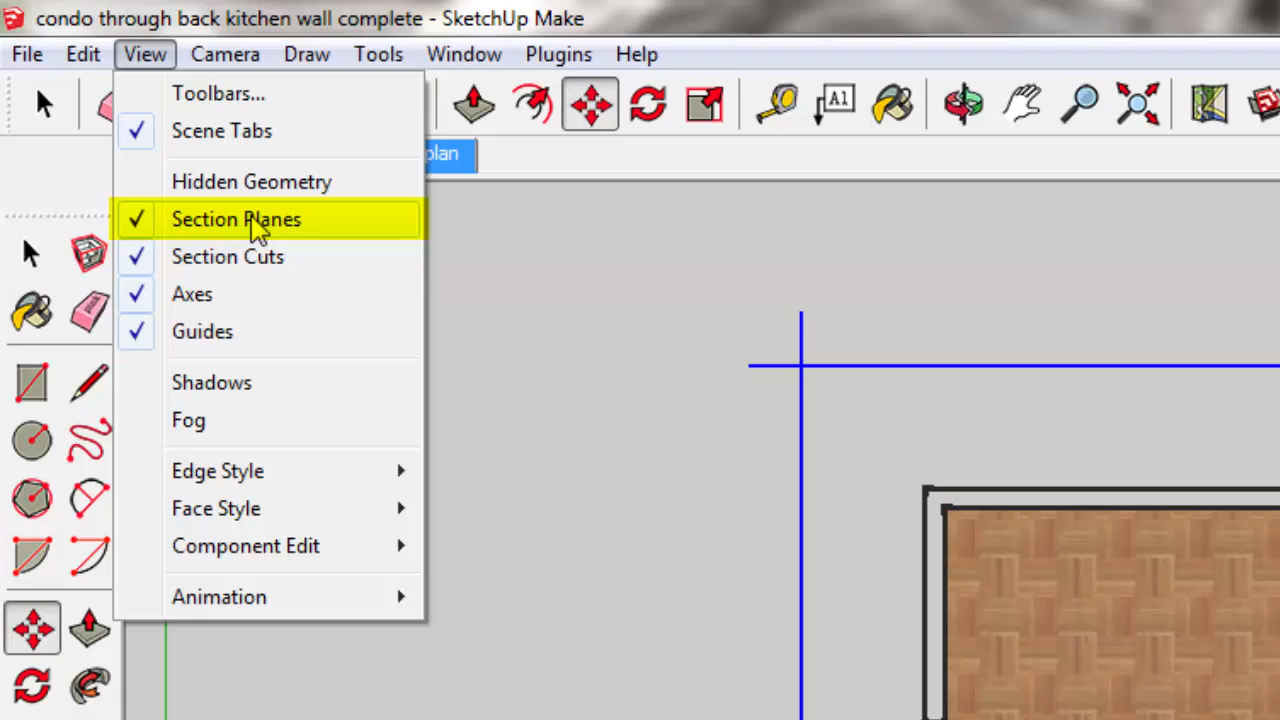 condo through back kitchen wall complete - SketchUp Make
File Edit View Camera Draw Tools Window Plugins Help
Toolbars...
A1
Scene Tabs
plan
Hidden Geometry
Section Planes
Section Cuts
Axes
Guides
Shadows
Fog
Edge Style
Face Style
Component Edit
Animation